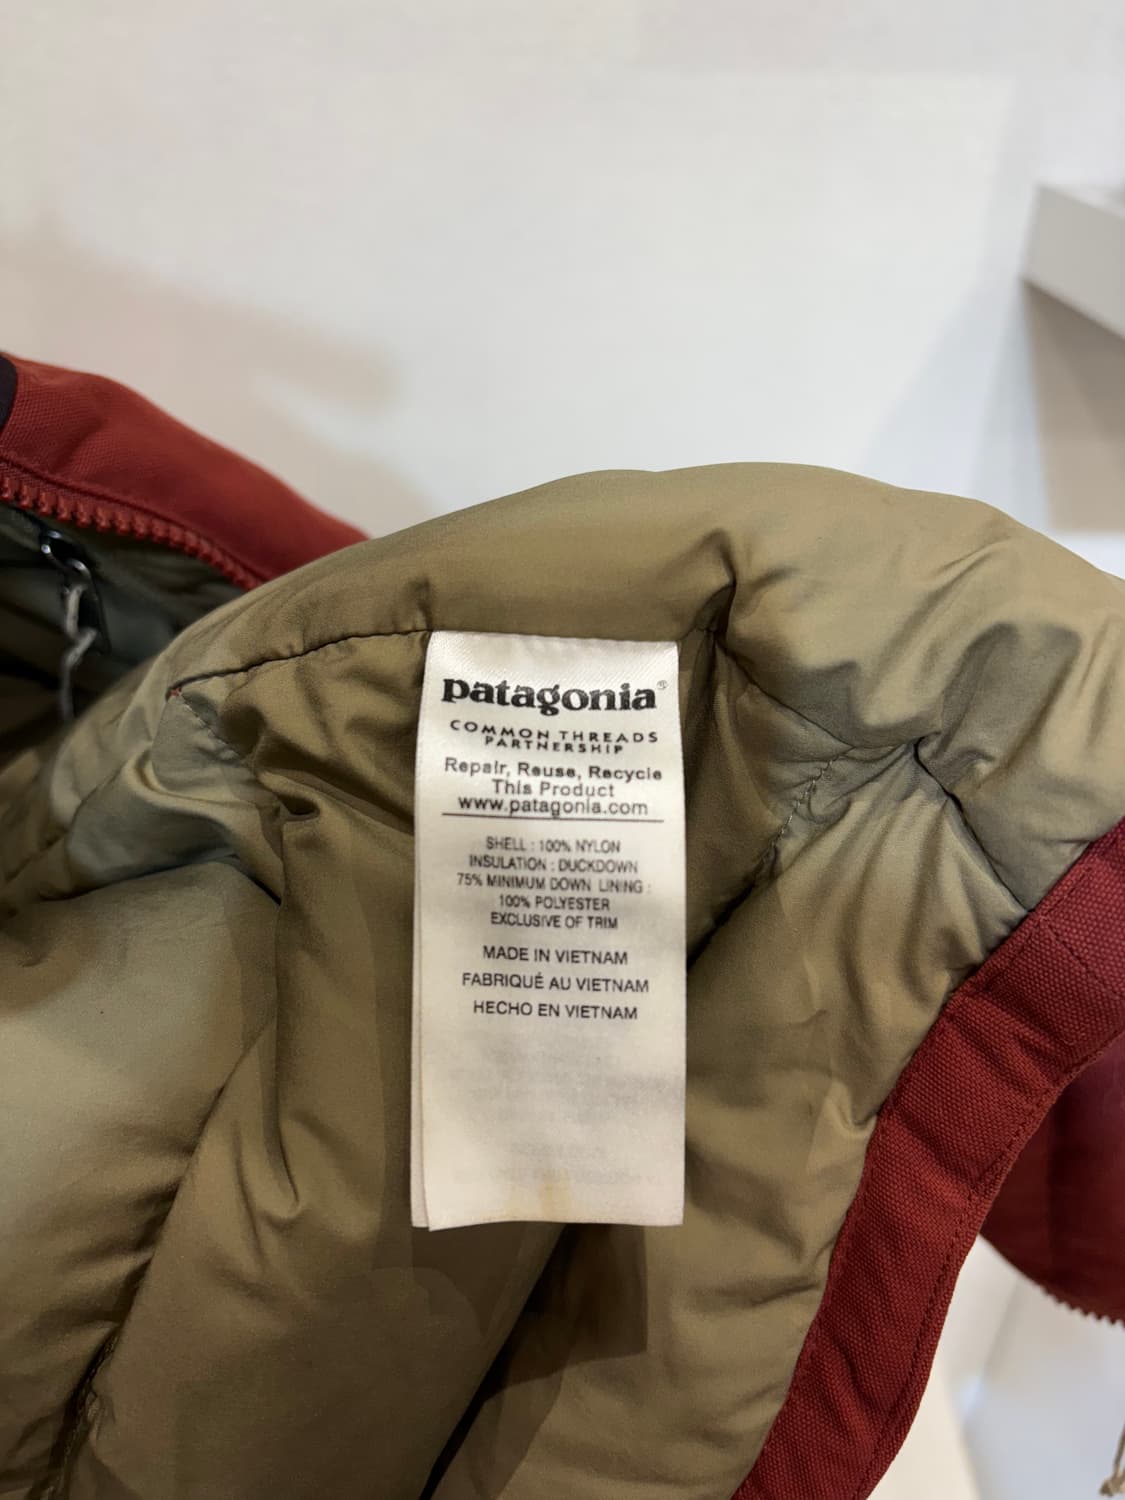 patagonia®
COMMON THREADS
PARTNERSHIP
Repair, Reuse, Recycle
This Product
www.patagonia.com
SHELL : 100% NYLON
INSULATION : DUCKDOWN
75% MINIMUM DOWN LINING :
100% POLYESTER
EXCLUSIVE OF TRIM
MADE IN VIETNAM
FABRIQUÉ AU VIETNAM
HECHO EN VIETNAM